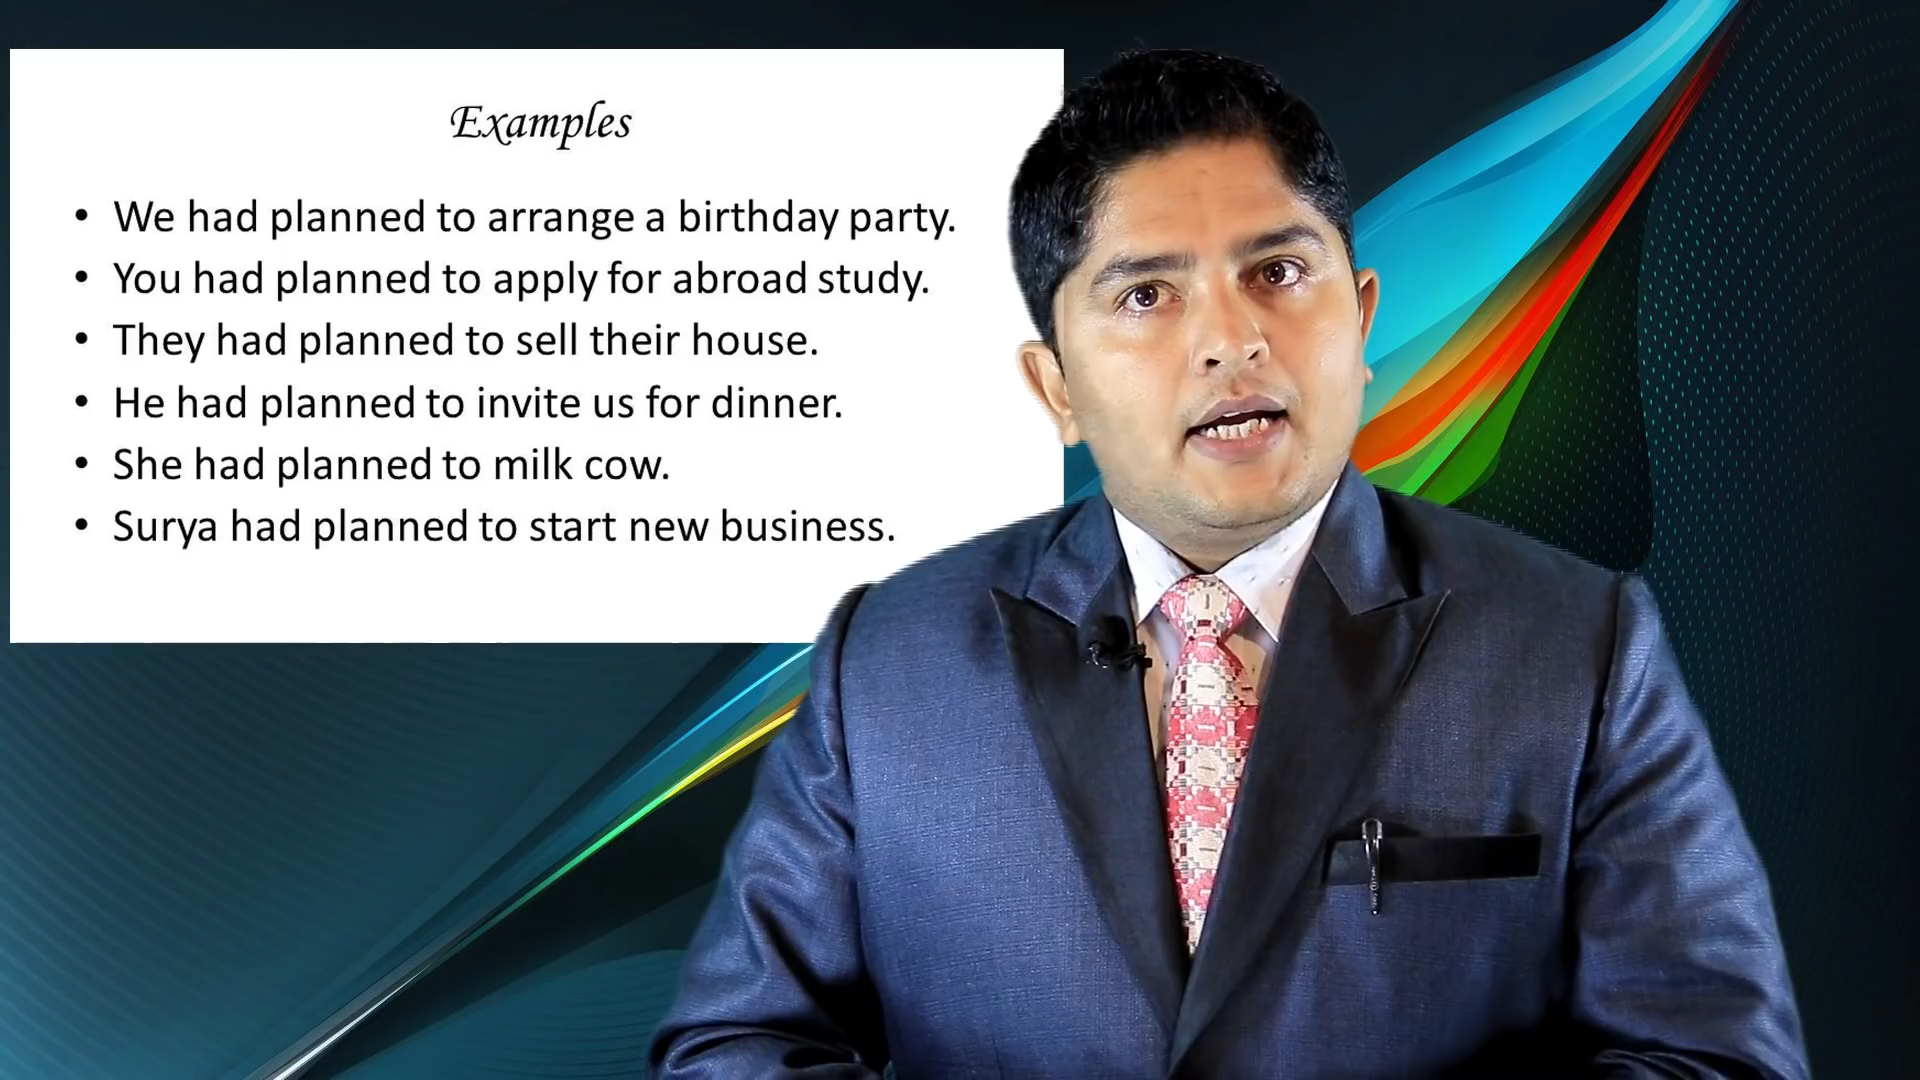 Examples
• We had planned to arrange a birthday party.
• You had planned to apply for abroad study.
• They had planned to sell their house.
• He had planned to invite us for dinner.
• She had planned to milk cow.
• Surya had planned to start new business.